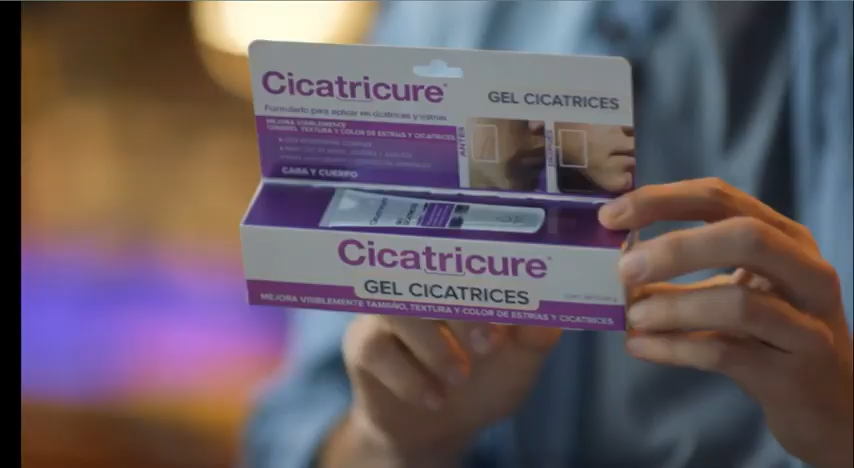 Cicatricure®
GEL CICATRICES
Formulado para aplicar en cicatrices y estrías
MEJORA VISIBLEMENTE
TAMAÑO, TEXTURA Y COLOR DE ESTRÍAS Y CICATRICES
CARA Y CUERPO
ANTES
DESPUÉS
Cicatricure
Cicatricure®
GEL CICATRICES
MEJORA VISIBLEMENTE TAMAÑO, TEXTURA Y COLOR DE ESTRÍAS Y CICATRICES